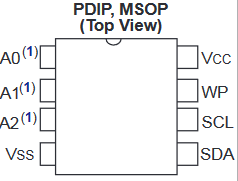 PDIP, MSOP
(Top View)
A0(1) Vcc
A1(1) WP
A2(1) SCL
Vss SDA